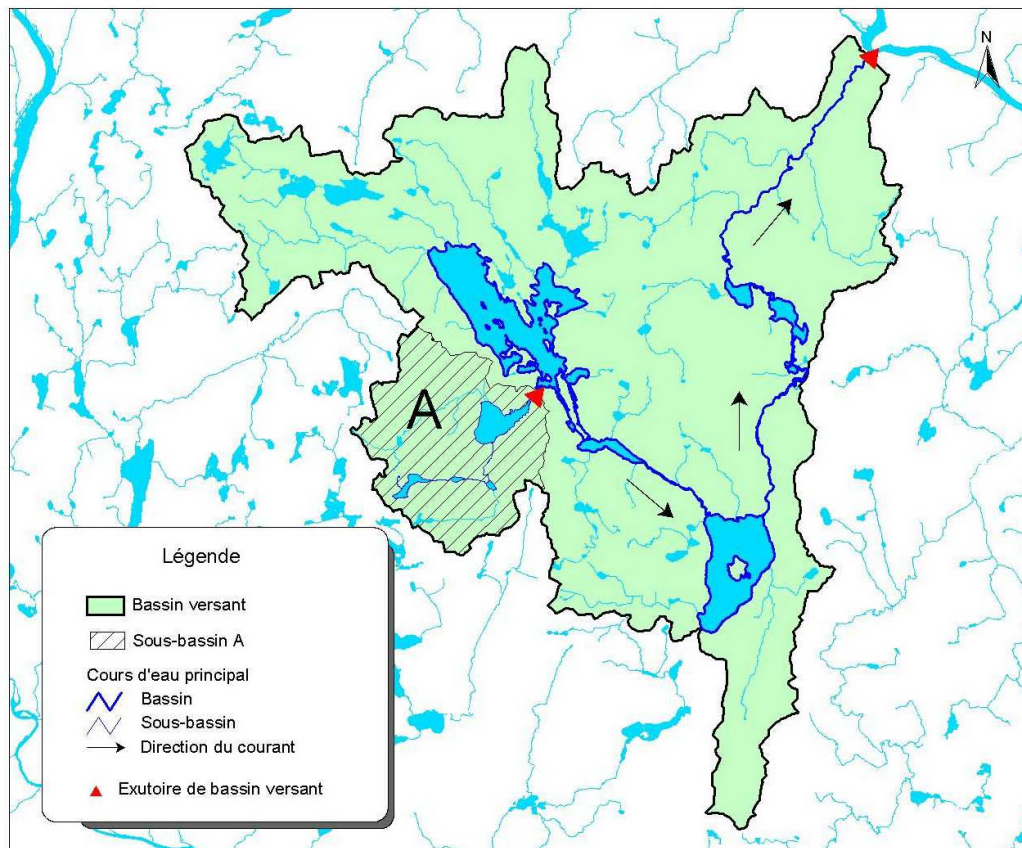 N
A
Légende
Bassin versant
Sous-bassin A
Cours d'eau principal
Bassin
Sous-bassin
Direction du courant
Exutoire de bassin versant